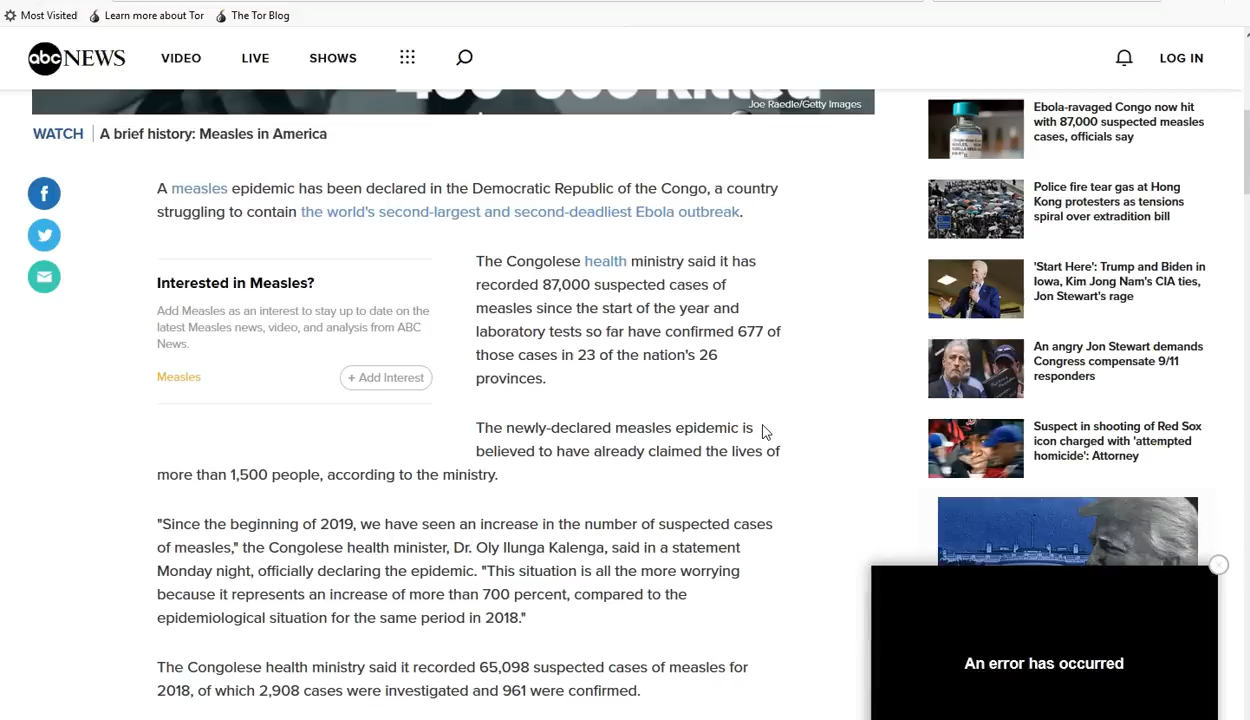 Most Visited
Learn more about Tor
The Tor Blog
abc NEWS
VIDEO
LIVE
SHOWS
LOG IN
Joe Raedle/Getty Images
WATCH
A brief history: Measles in America
A measles epidemic has been declared in the Democratic Republic of the Congo, a country
struggling to contain the world's second-largest and second-deadliest Ebola outbreak.
Interested in Measles?
Add Measles as an interest to stay up to date on the
latest Measles news, video, and analysis from ABC
News.
Measles
+ Add Interest
The Congolese health ministry said it has
recorded 87,000 suspected cases of
measles since the start of the year and
laboratory tests so far have confirmed 677 of
those cases in 23 of the nation's 26
provinces.
The newly-declared measles epidemic is
believed to have already claimed the lives of
more than 1,500 people, according to the ministry.
"Since the beginning of 2019, we have seen an increase in the number of suspected cases
of measles," the Congolese health minister, Dr. Oly Ilunga Kalenga, said in a statement
Monday night, officially declaring the epidemic. "This situation is all the more worrying
because it represents an increase of more than 700 percent, compared to the
epidemiological situation for the same period in 2018."
The Congolese health ministry said it recorded 65,098 suspected cases of measles for
2018, of which 2,908 cases were investigated and 961 were confirmed.
Ebola-ravaged Congo now hit
with 87,000 suspected measles
cases, officials say
Police fire tear gas at Hong
Kong protesters as tensions
spiral over extradition bill
'Start Here': Trump and Biden in
Iowa, Kim Jong Nam's CIA ties,
Jon Stewart's rage
An angry Jon Stewart demands
Congress compensate 9/11
responders
Suspect in shooting of Red Sox
icon charged with 'attempted
homicide': Attorney
An error has occurred